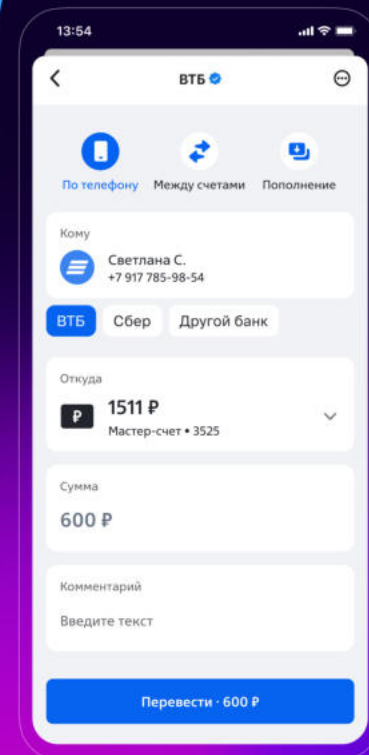 13:54
ВТБ
По телефону Между счетами Пополнение
Кому
Светлана С.
+7 917 785-98-54
ВТБ Сбер Другой банк
Откуда
1511 ₽
₽
Мастер-счет • 3525
Сумма
600 ₽
Комментарий
Введите текст
Перевести · 600 ₽